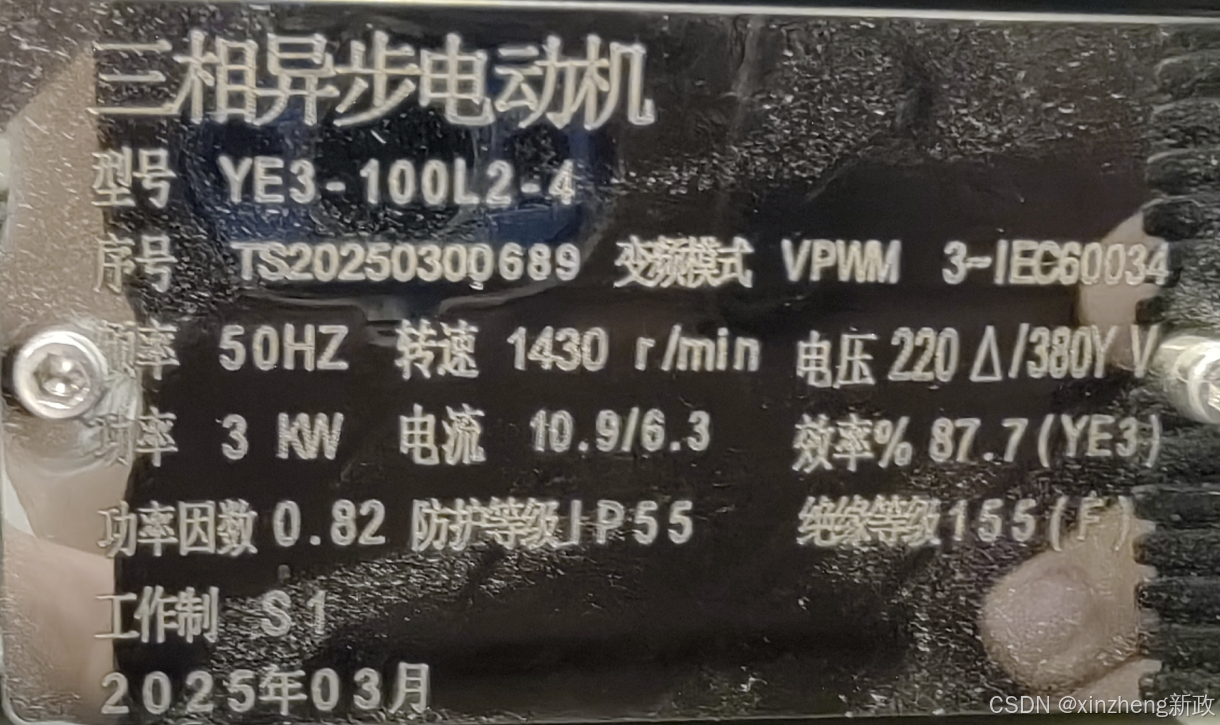 三相异步电动机
型号 YE3-100L2-4
序号 TS20250300689 变频模式 VPWM 3~IEC60034
频率 50HZ 转速 1430 r/min 电压 220 Δ/380Y V
功率 3 KW 电流 10.9/6.3 效率% 87.7(YE3)
功率因数 0.82 防护等级IP55 绝缘等级155(F)
工作制 S1
2025年03月
CSDN @xinzheng新政